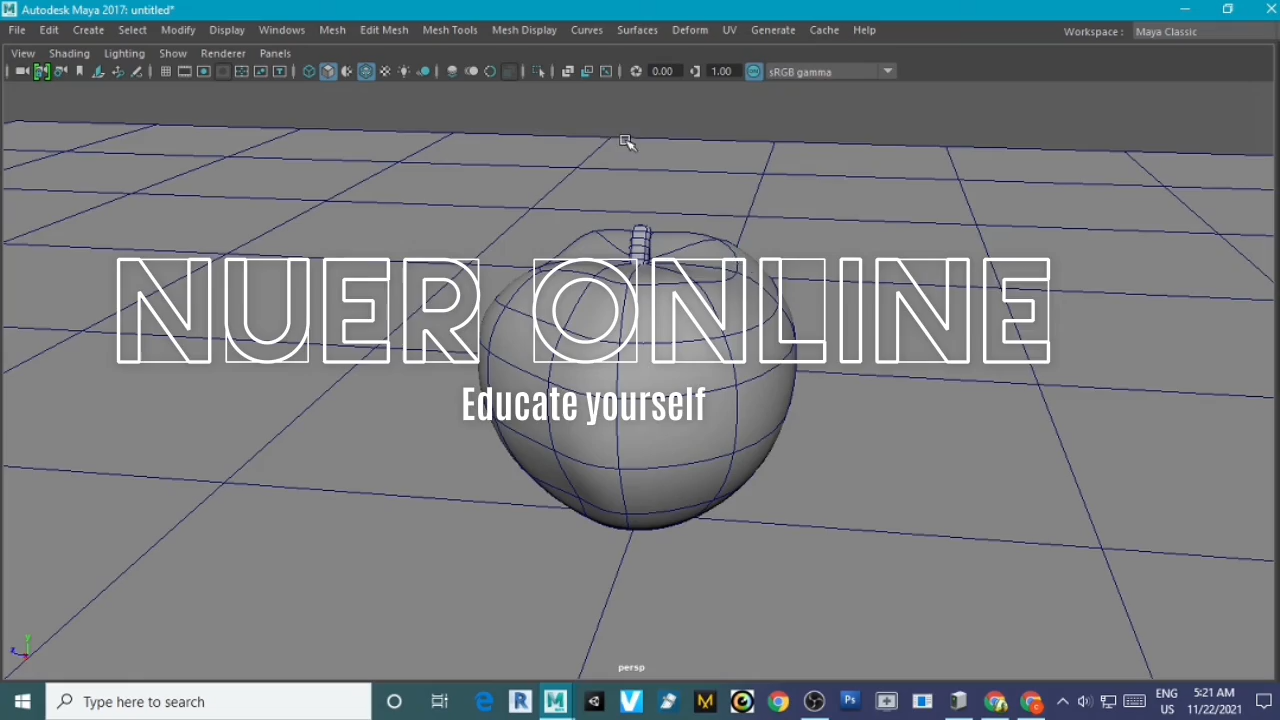 Autodesk Maya 2017: untitled*
File Edit Create Select Modify Display Windows Mesh Edit Mesh Mesh Tools Mesh Display Curves Surfaces Deform UV Generate Cache Help Workspace : Maya Classic
View Shading Lighting Show Renderer Panels
0.00 1.00 sRGB gamma
NUER ONLINE
Educate yourself
y
z
persp
Type here to search
ENG 5:21 AM
US 11/22/2021